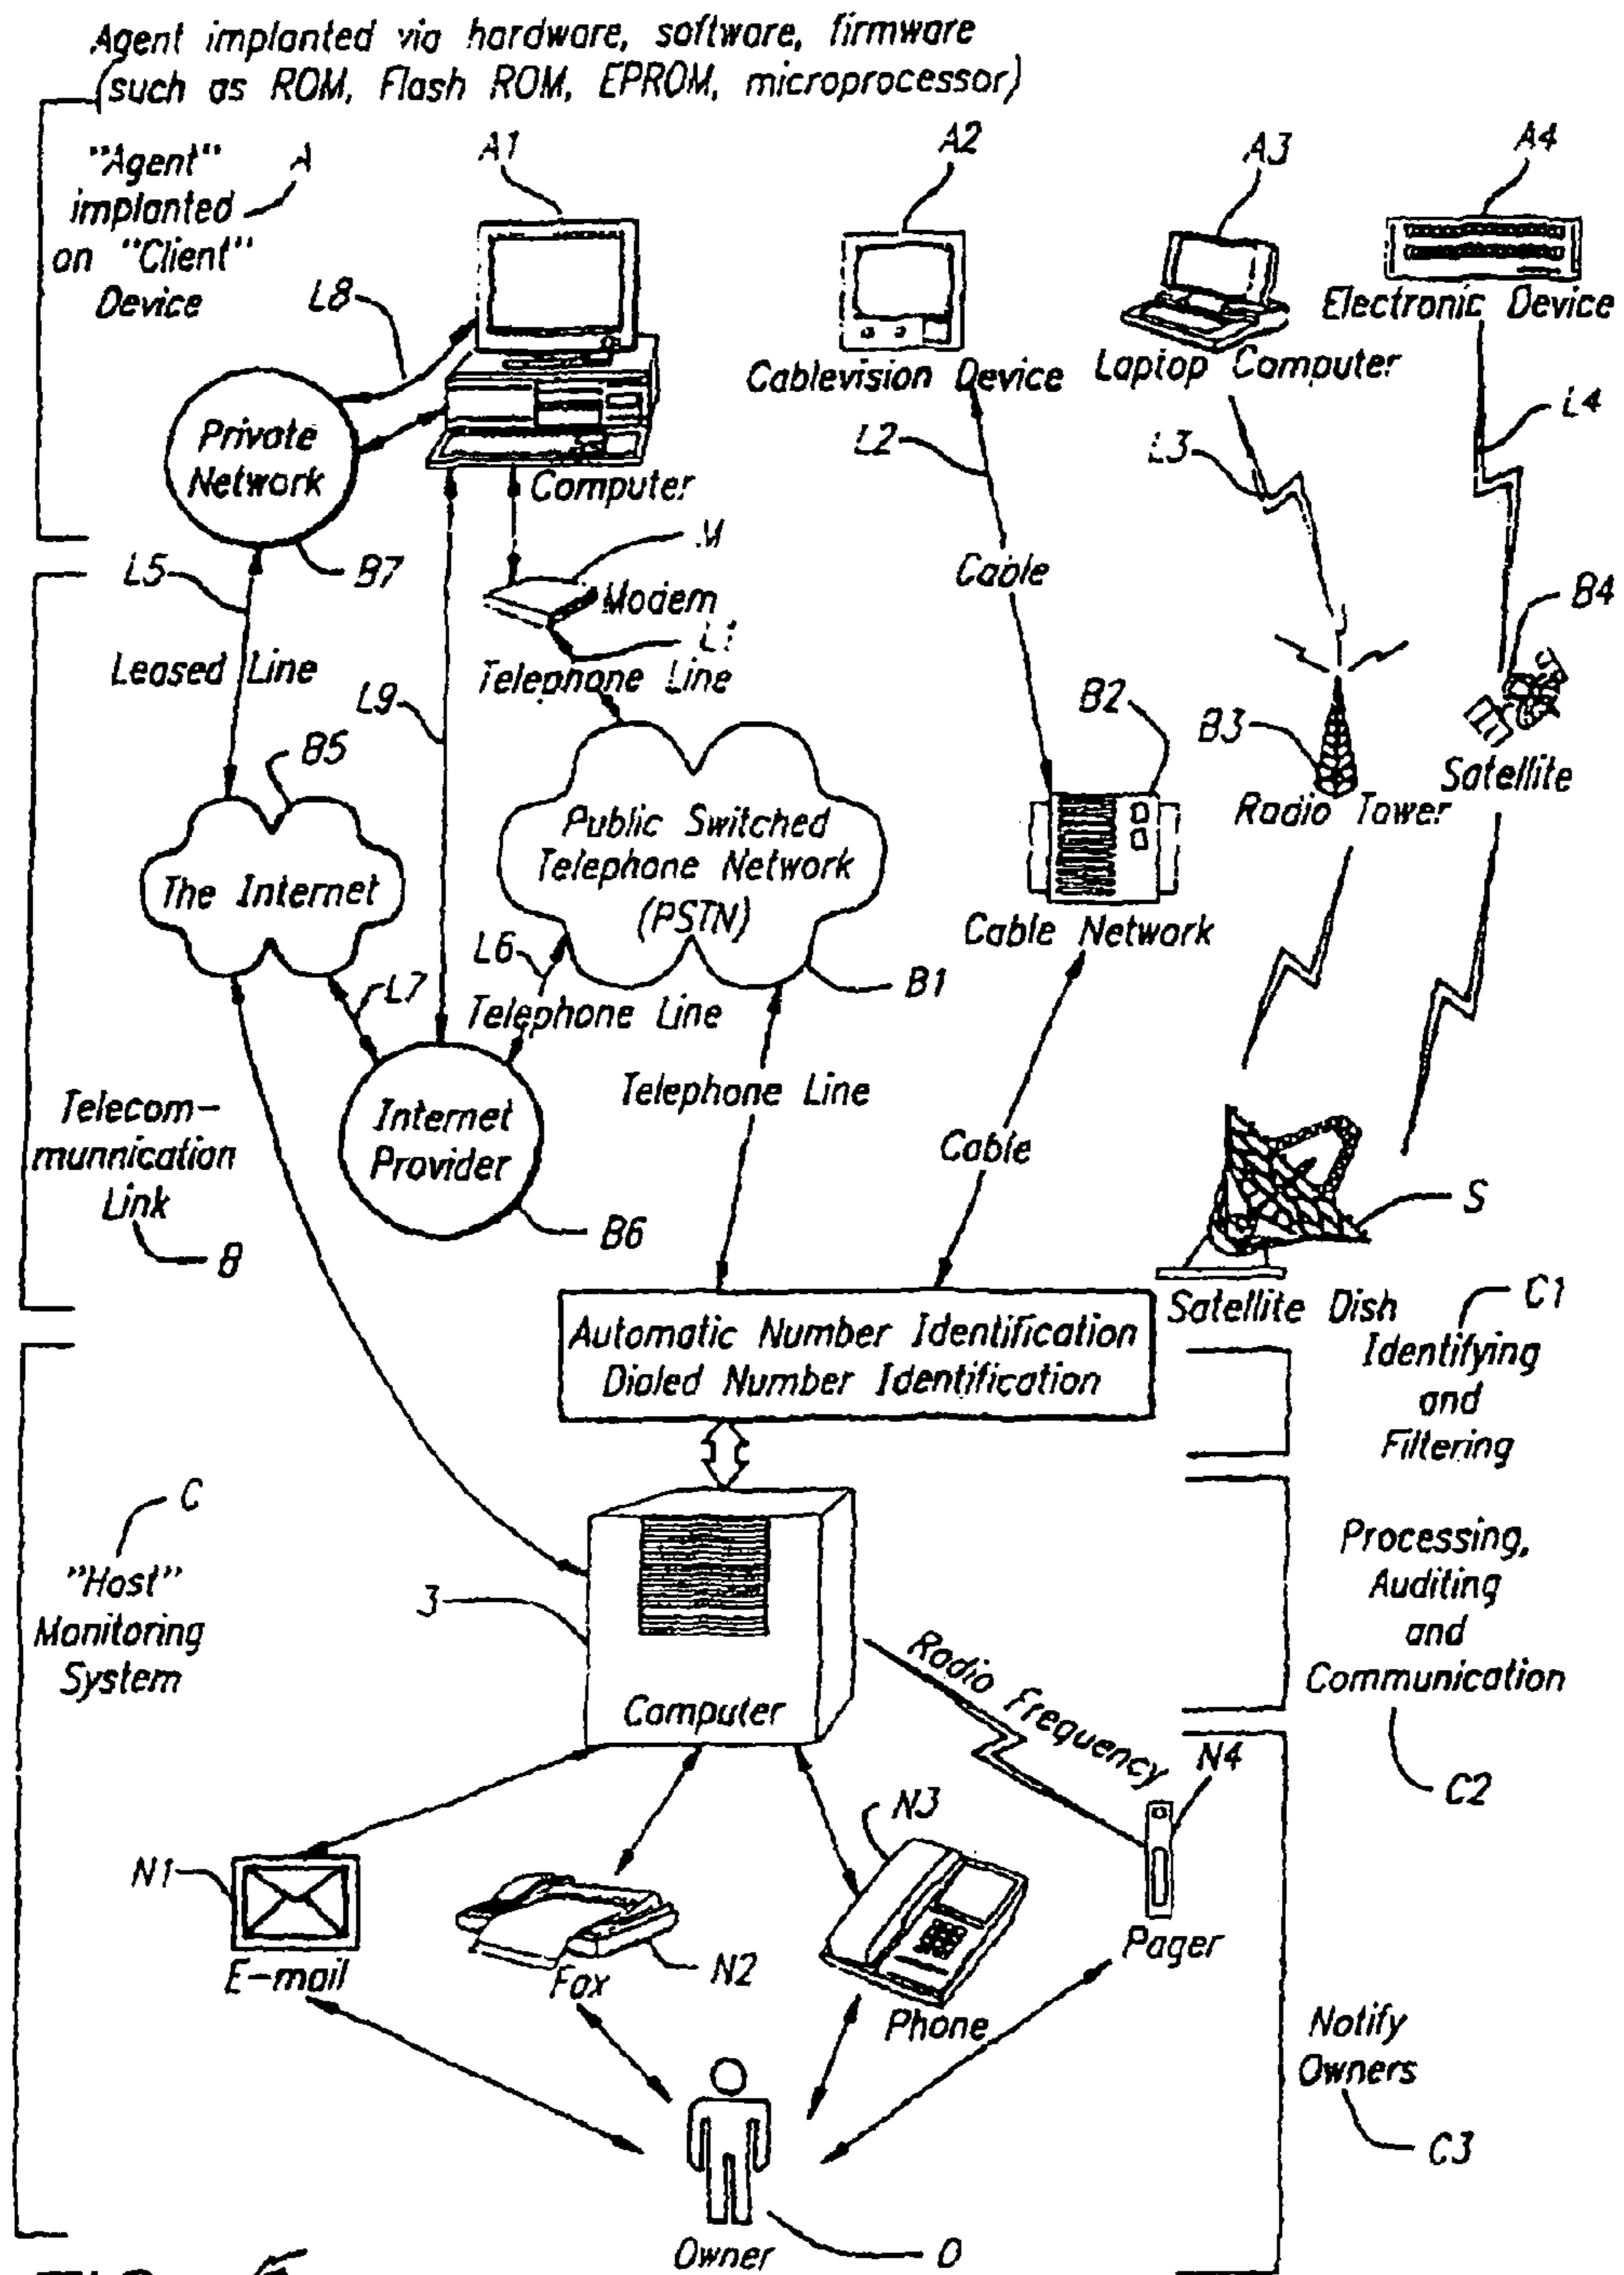 Agent implanted via hardware, software, firmware
(such as ROM, Flash ROM, EPROM, microprocessor)
"Agent"
implanted
on "Client"
Device
A
A1
A2
A3
A4
L8
Private
Network
Computer
Cablevision Device
Laptop Computer
Electronic Device
L2
L3
L4
L5
B7
M
Modem
L1
Cable
B4
Leased Line
Telephone Line
L9
B2
B3
B5
Satellite
Radio Tower
The Internet
Public Switched
Telephone Network
(PSTN)
Cable Network
L6
B1
L7
Telephone Line
Telephone Line
Internet
Provider
Cable
Telecom-
munnication
Link
B
B6
S
Satellite Dish
C1
Automatic Number Identification
Dialed Number Identification
Identifying
and
Filtering
C
"Host"
Monitoring
System
3
Computer
Radio Frequency
Processing,
Auditing
and
Communication
C2
N4
N3
N1
N2
E-mail
Fax
Phone
Pager
Notify
Owners
C3
Owner
O